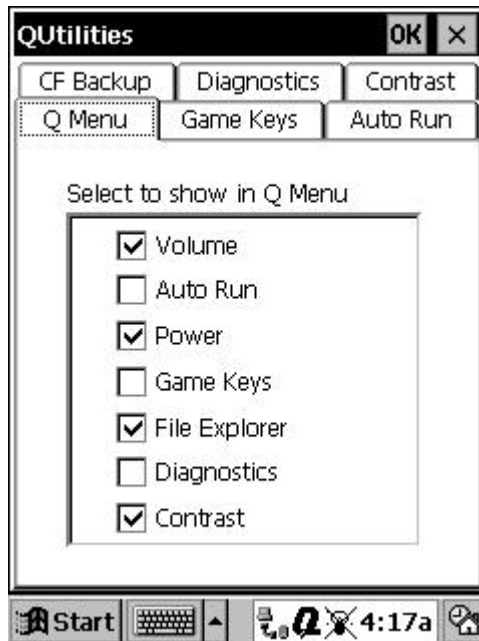 QUtilities OK ×
CF Backup Diagnostics Contrast
Q Menu Game Keys Auto Run
Select to show in Q Menu
Volume
Auto Run
Power
Game Keys
File Explorer
Diagnostics
Contrast
Start Q 4:17a